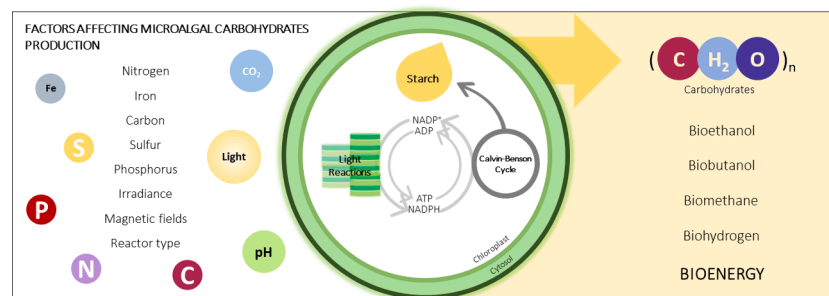 FACTORS AFFECTING MICROALGAL CARBOHYDRATES
PRODUCTION
Nitrogen
Iron
Carbon
Sulfur
Phosphorus
Irradiance
Magnetic fields
Reactor type
Fe
S
P
N
C
CO₂
Light
pH
Starch
NADP⁺
ADP
Light
Reactions
Calvin-Benson
Cycle
ATP
NADPH
Chloroplast
Cytosol
( C H₂ O )n
Carbohydrates
Bioethanol
Biobutanol
Biomethane
Biohydrogen
BIOENERGY